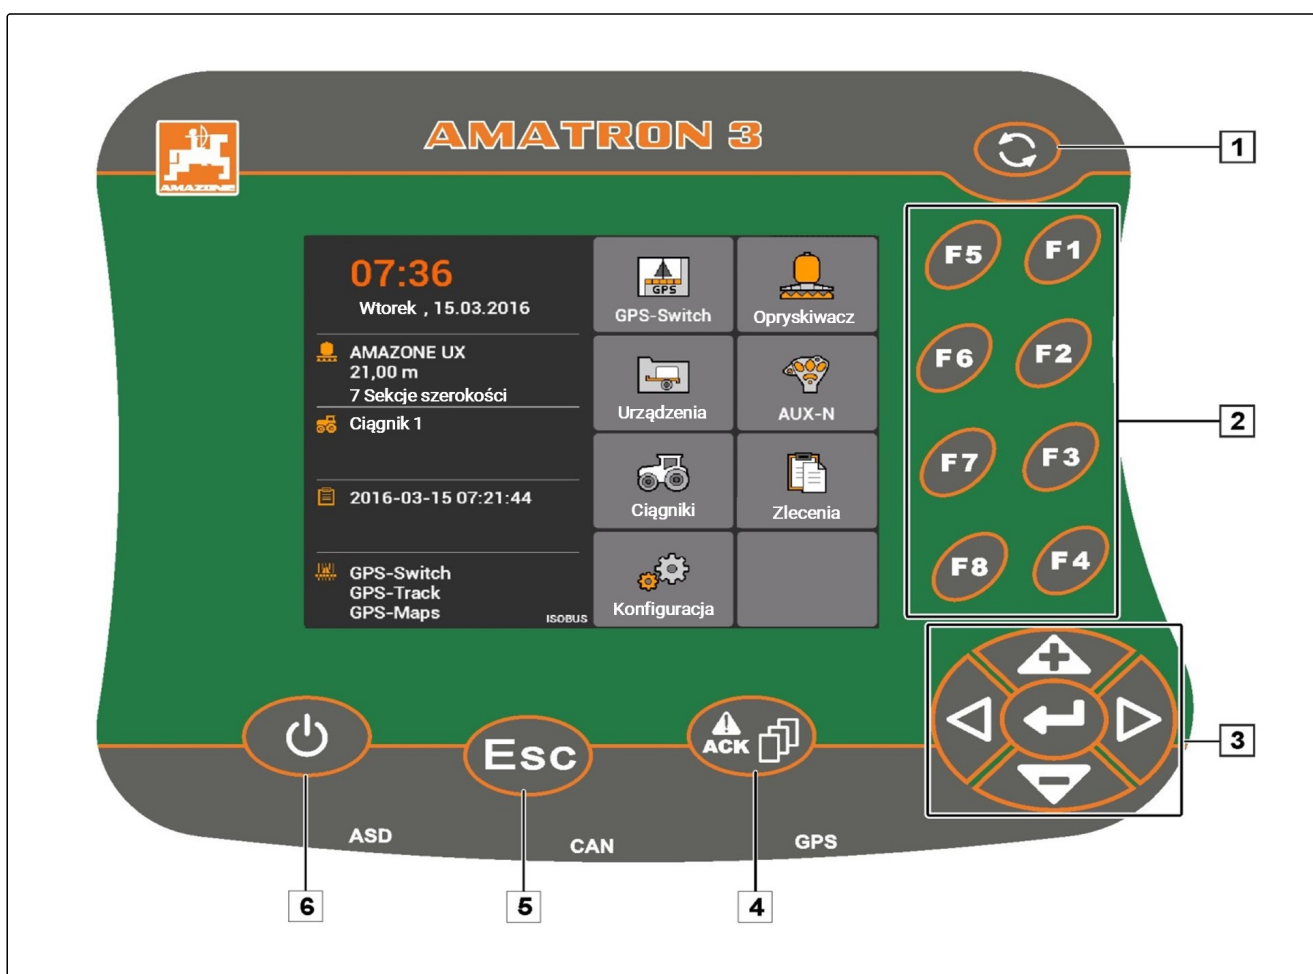 AMATRON 3
AMAZONE
1
F5
F1
07:36
Wtorek , 15.03.2016
GPS
GPS-Switch
Opryskiwacz
AMAZONE UX
21,00 m
7 Sekcje szerokości
Urządzenia
AUX-N
F6
F2
2
Ciągnik 1
2016-03-15 07:21:44
Ciągniki
Zlecenia
F7
F3
GPS-Switch
GPS-Track
GPS-Maps
ISOBUS
Konfiguracja
F8
F4
3
Esc
ACK
ASD
CAN
GPS
6
5
4